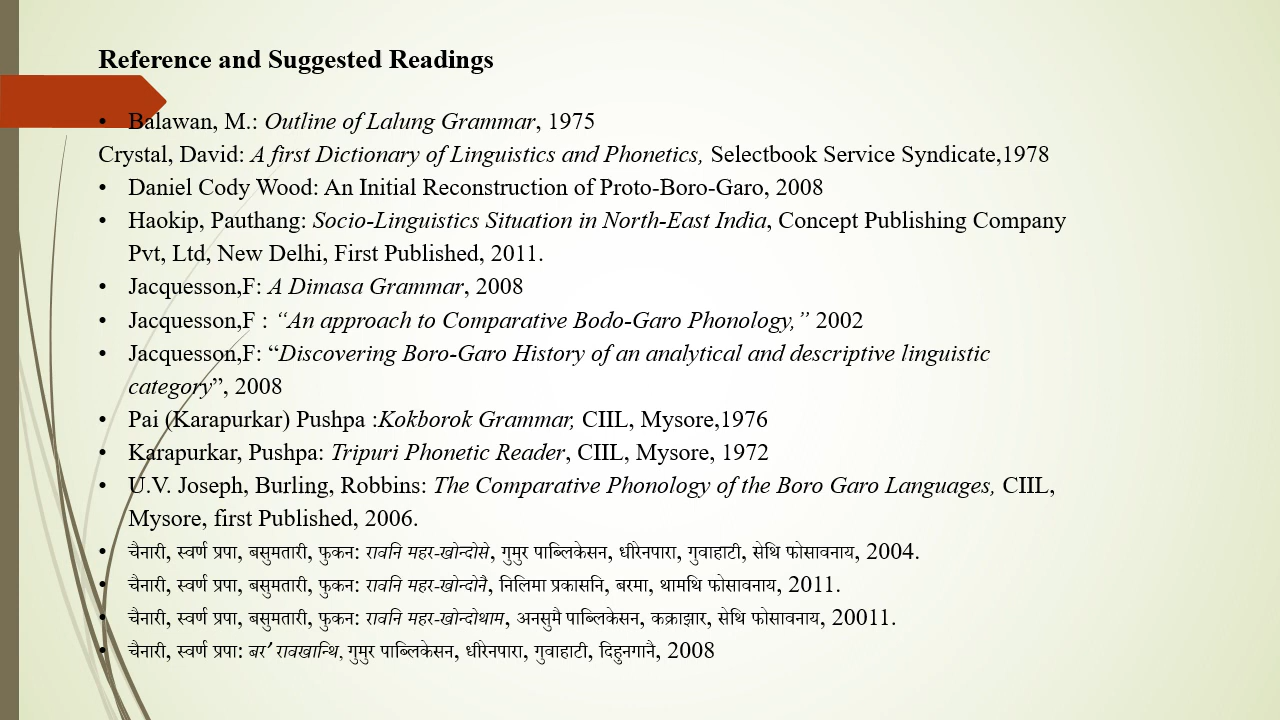 Reference and Suggested Readings
• Balawan, M.: Outline of Lalung Grammar, 1975
Crystal, David: A first Dictionary of Linguistics and Phonetics, Selectbook Service Syndicate,1978
• Daniel Cody Wood: An Initial Reconstruction of Proto-Boro-Garo, 2008
• Haokip, Pauthang: Socio-Linguistics Situation in North-East India, Concept Publishing Company
Pvt, Ltd, New Delhi, First Published, 2011.
• Jacquesson,F: A Dimasa Grammar, 2008
• Jacquesson,F : “An approach to Comparative Bodo-Garo Phonology,” 2002
• Jacquesson,F: “Discovering Boro-Garo History of an analytical and descriptive linguistic
category”, 2008
• Pai (Karapurkar) Pushpa :Kokborok Grammar, CIIL, Mysore,1976
• Karapurkar, Pushpa: Tripuri Phonetic Reader, CIIL, Mysore, 1972
• U.V. Joseph, Burling, Robbins: The Comparative Phonology of the Boro Garo Languages, CIIL,
Mysore, first Published, 2006.
• चैनारी, स्वर्ण प्रपा, बसुमतारी, फुकन: रावनि महर-खोन्दोसे, गुमुर पाब्लिकेसन, धीरेनपारा, गुवाहाटी, सेथि फोसावनाय, 2004.
• चैनारी, स्वर्ण प्रपा, बसुमतारी, फुकन: रावनि महर-खोन्दोनै, निलिमा प्रकासनि, बरमा, थामथि फोसावनाय, 2011.
• चैनारी, स्वर्ण प्रपा, बसुमतारी, फुकन: रावनि महर-खोन्दोथाम, अनसुमै पाब्लिकेसन, कक्राझार, सेथि फोसावनाय, 20011.
• चैनारी, स्वर्ण प्रपा: बर’ रावखान्थि, गुमुर पाब्लिकेसन, धीरेनपारा, गुवाहाटी, दिहुनगानै, 2008